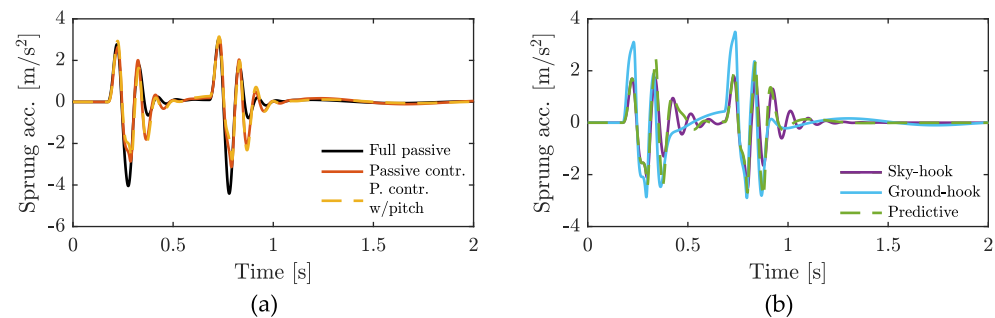 4
2
0
-2
-4
-6
Sprung acc. [m/s²]
Full passive
Passive contr.
P. contr.
w/pitch
0
0.5
1
1.5
2
Time [s]
(a)
4
2
0
-2
-4
Sprung acc. [m/s²]
Sky-hook
Ground-hook
Predictive
0
0.5
1
1.5
2
Time [s]
(b)